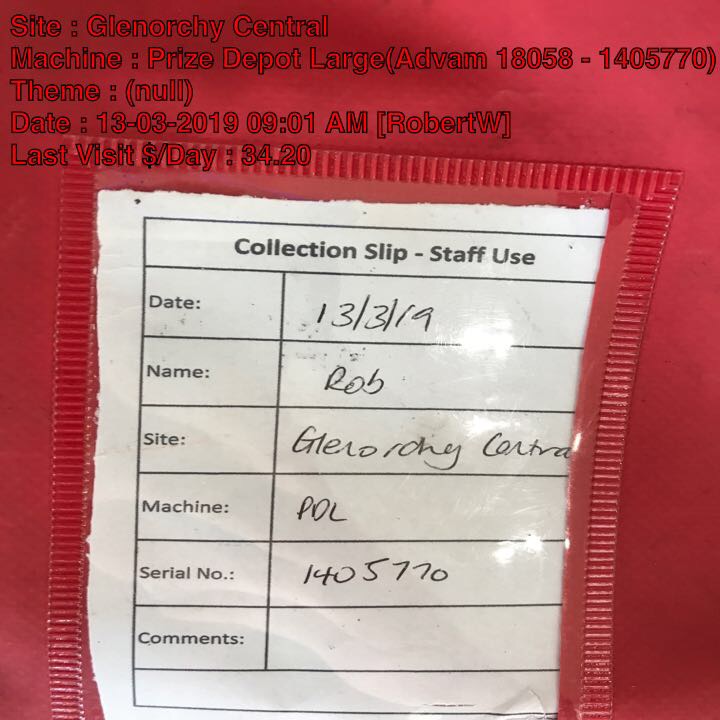 Site : Glenorchy Central
Machine : Prize Depot Large(Advam 18058 - 1405770)
Theme : (null)
Date : 13-03-2019 09:01 AM [RobertW]
Last Visit $/Day : 34.20
Collection Slip - Staff Use
Date: 13/3/19
Name: Rob
Site: Glenorchy Centra
Machine: PDL
Serial No.: 1405770
Comments: